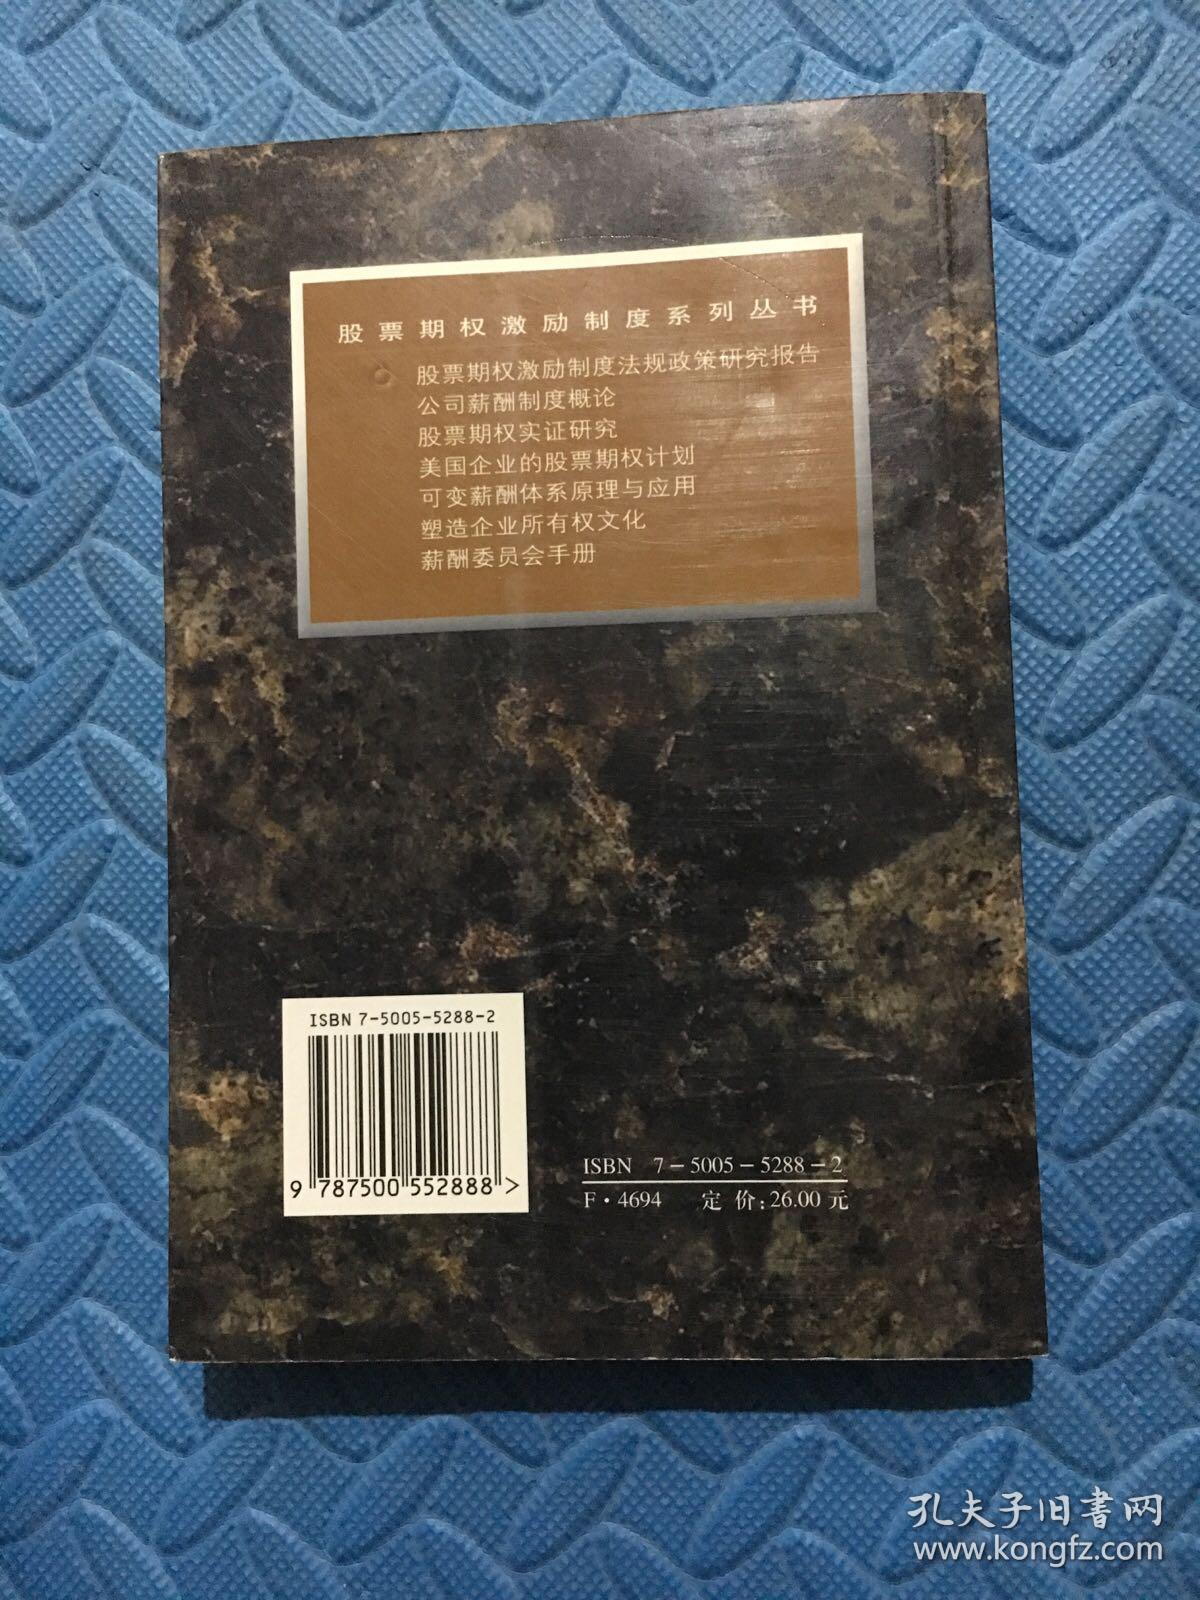 股票期权激励制度系列丛书
股票期权激励制度法规政策研究报告
公司薪酬制度概论
股票期权实证研究
美国企业的股票期权计划
可变薪酬体系原理与应用
塑造企业所有权文化
薪酬委员会手册
ISBN 7-5005-5288-2
9 787500 552888 >
ISBN 7-5005-5288-2
F·4694 定 价:26.00 元
孔夫子旧書网
www.kongfz.com